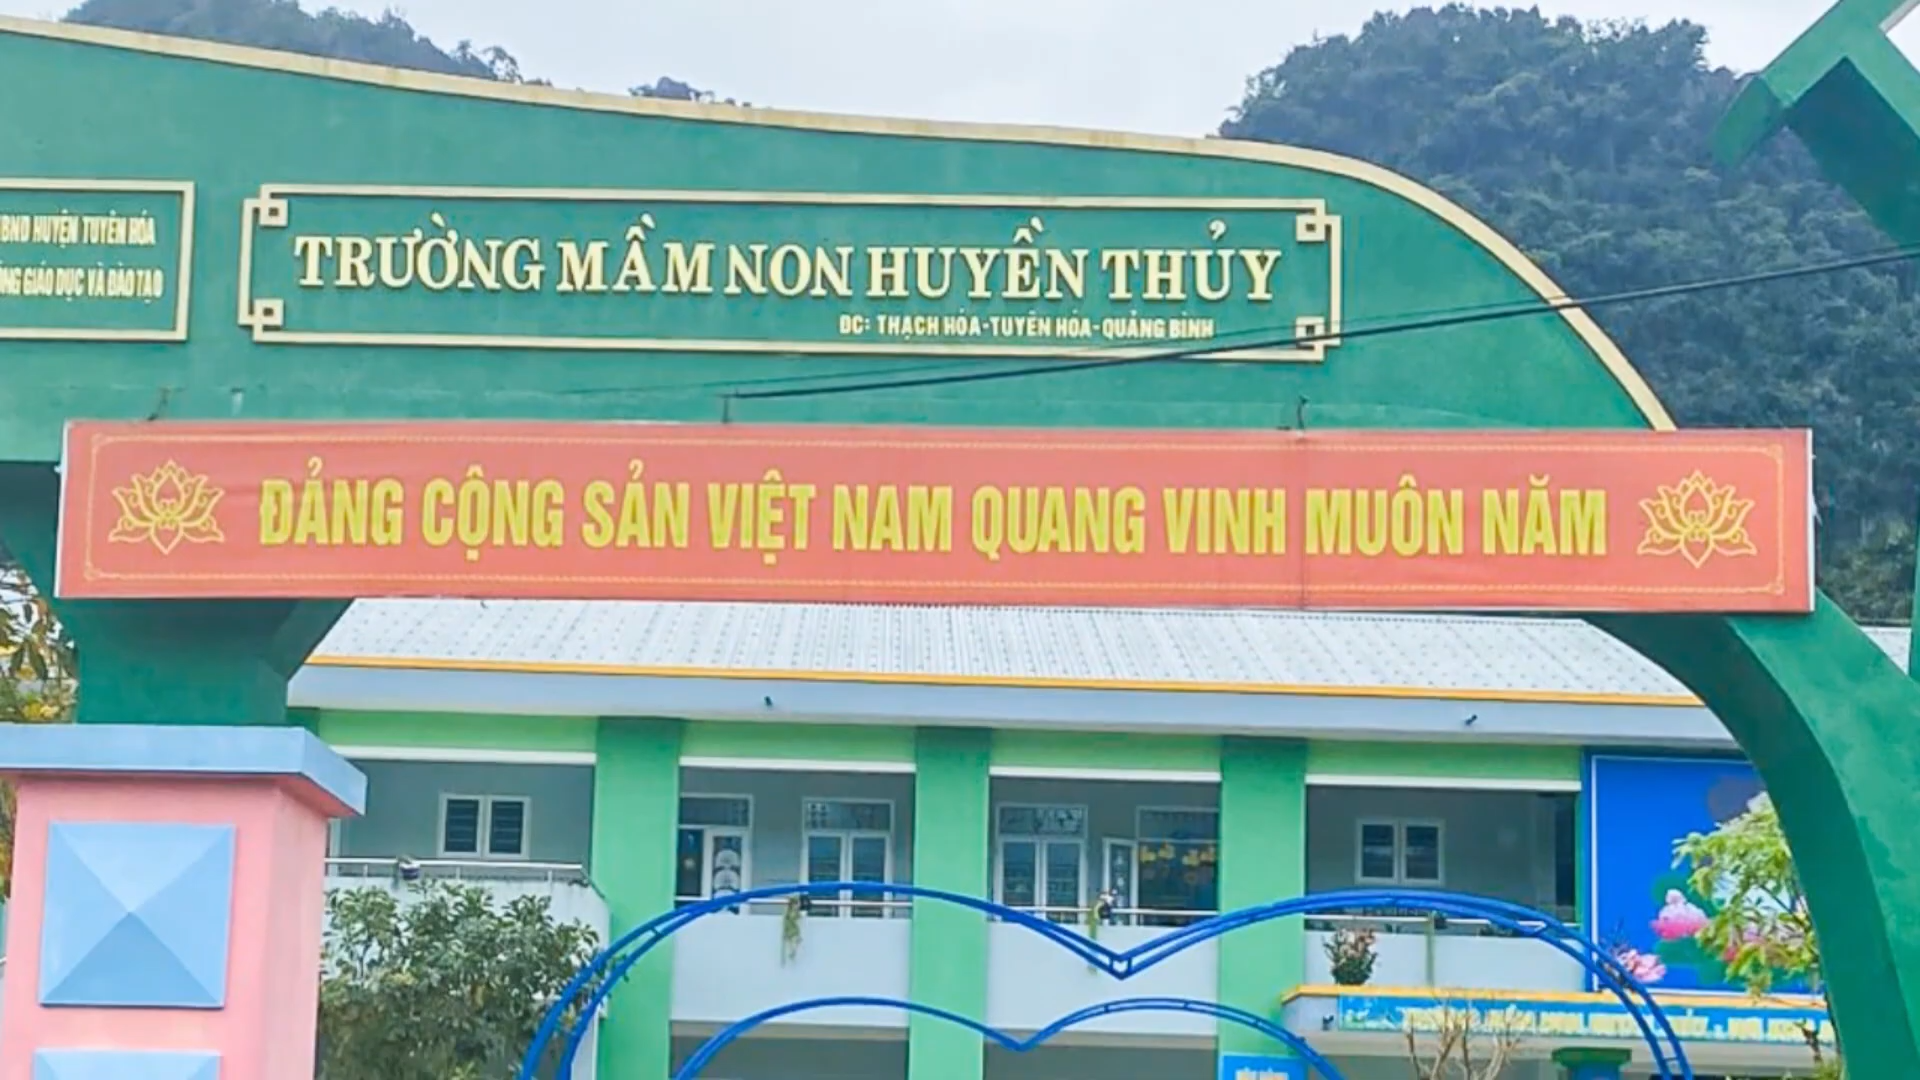 BND HUYỆN TUYÊN HÓA
ÒNG GIÁO DỤC VÀ ĐÀO TẠO
TRƯỜNG MẦM NON HUYỀN THỦY
ĐC: THẠCH HÓA-TUYÊN HÓA-QUẢNG BÌNH
ĐẢNG CỘNG SẢN VIỆT NAM QUANG VINH MUÔN NĂM